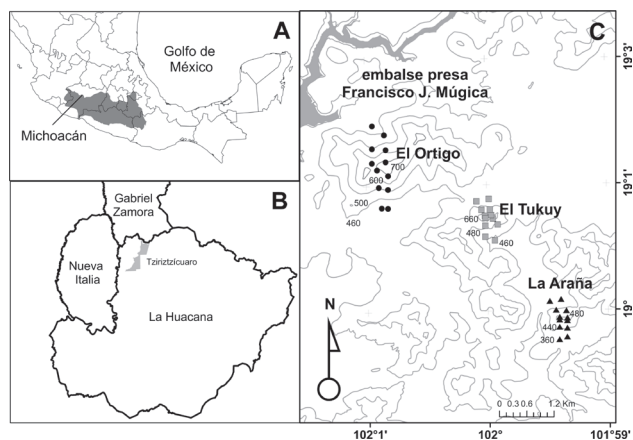 A
Golfo de
México
Michoacán
B
Gabriel
Zamora
Tziriztzícuaro
Nueva
Italia
La Huacana
C
embalse presa
Francisco J. Múgica
El Ortigo
700
600
500
460
El Tukuy
660
480
460
La Araña
480
440
360
N
0 0.3 0.6 1.2 Km
19°3'
19°1'
19°
102°1'
102°
101°59'